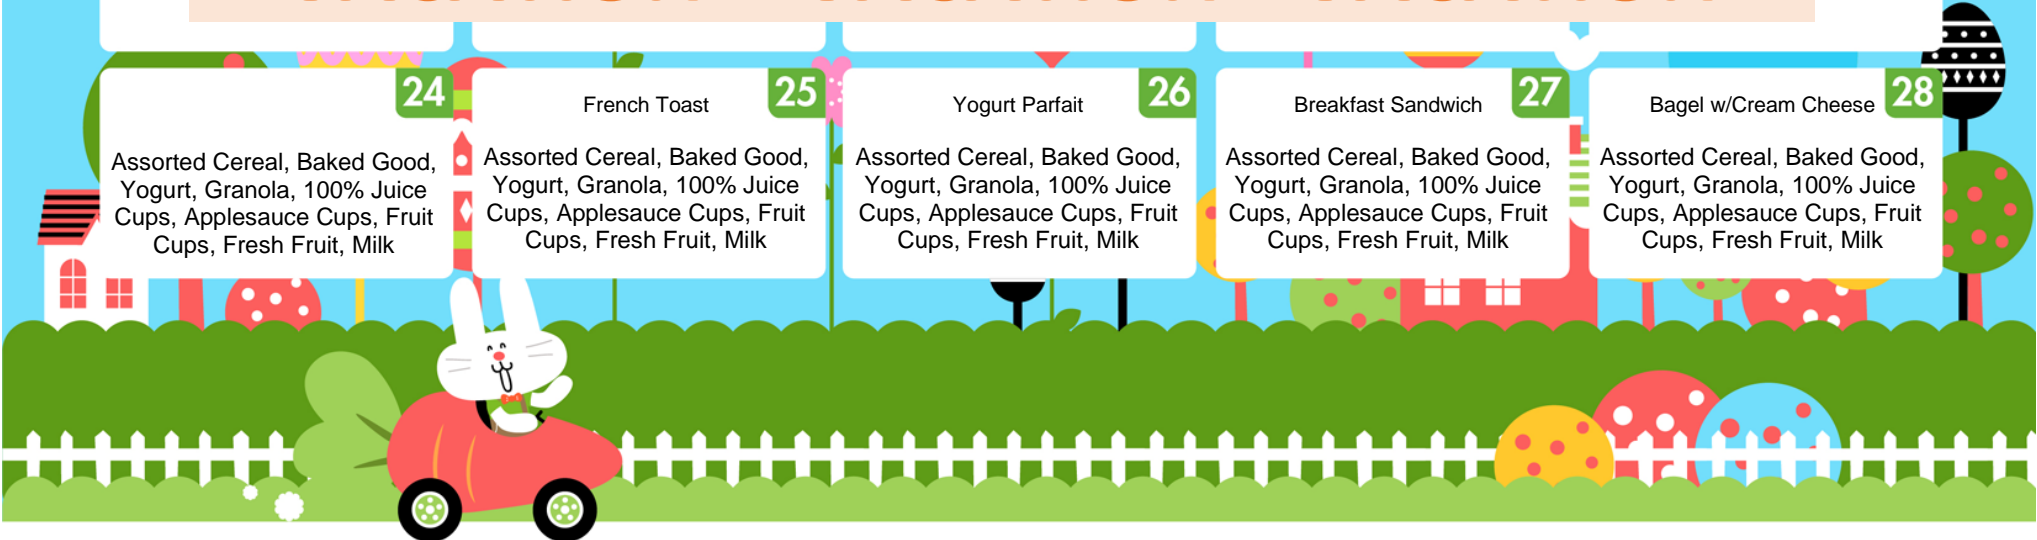 24
Assorted Cereal, Baked Good,
Yogurt, Granola, 100% Juice
Cups, Applesauce Cups, Fruit
Cups, Fresh Fruit, Milk
25
French Toast
Assorted Cereal, Baked Good,
Yogurt, Granola, 100% Juice
Cups, Applesauce Cups, Fruit
Cups, Fresh Fruit, Milk
26
Yogurt Parfait
Assorted Cereal, Baked Good,
Yogurt, Granola, 100% Juice
Cups, Applesauce Cups, Fruit
Cups, Fresh Fruit, Milk
27
Breakfast Sandwich
Assorted Cereal, Baked Good,
Yogurt, Granola, 100% Juice
Cups, Applesauce Cups, Fruit
Cups, Fresh Fruit, Milk
28
Bagel w/Cream Cheese
Assorted Cereal, Baked Good,
Yogurt, Granola, 100% Juice
Cups, Applesauce Cups, Fruit
Cups, Fresh Fruit, Milk